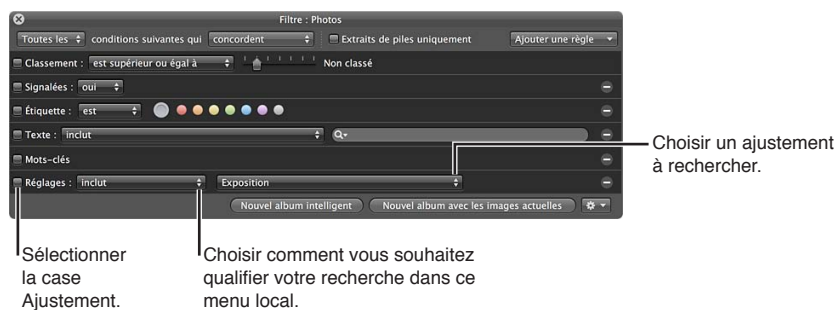 Filtre : Photos
Toutes les conditions suivantes qui concordent Extraits de piles uniquement Ajouter une règle
Classement : est supérieur ou égal à Non classé
Signalées : oui
Étiquette : est
Texte : inclut
Mots-clés
Réglages : inclut Exposition
Nouvel album intelligent Nouvel album avec les images actuelles
Choisir un ajustement
à rechercher.
Sélectionner
la case
Ajustement.
Choisir comment vous souhaitez
qualifier votre recherche dans ce
menu local.